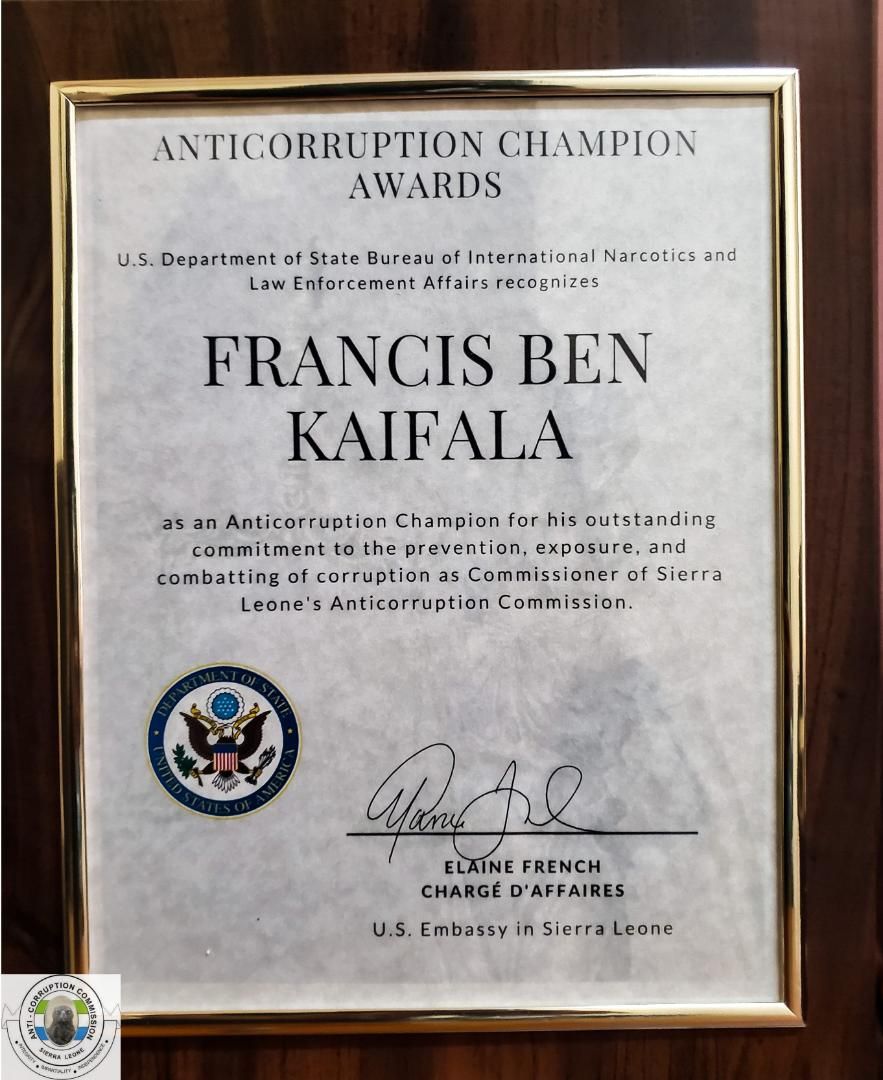 ANTICORRUPTION CHAMPION
AWARDS
U.S. Department of State Bureau of International Narcotics and
Law Enforcement Affairs recognizes
FRANCIS BEN
KAIFALA
as an Anticorruption Champion for his outstanding
commitment to the prevention, exposure, and
combatting of corruption as Commissioner of Sierra
Leone's Anticorruption Commission.
DEPARTMENT OF STATE
UNITED STATES OF AMERICA
ELAINE FRENCH
CHARGÉ D'AFFAIRES
U.S. Embassy in Sierra Leone
ANTI-CORRUPTION COMMISSION
SIERRA LEONE
INTEGRITY • IMPARTIALITY • INDEPENDENCE